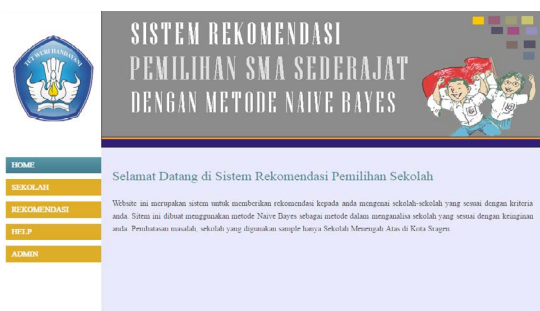 TUT WURI HANDAYANI
SISTEM REKOMENDASI
PEMILIHAN SMA SEDERAJAT
DENGAN METODE NAIVE BAYES
HOME
SEKOLAH
REKOMENDASI
HELP
ADMIN
Selamat Datang di Sistem Rekomendasi Pemilihan Sekolah
Website ini merupakan sistem untuk memberikan rekomendasi kepada anda mengenai sekolah-sekolah yang sesuai dengan kriteria
anda. Sitem ini dibuat menggunakan metode Naive Bayes sebagai metode dalam menganalisa sekolah yang sesuai dengan keinginan
anda. Pembatasan masalah, sekolah yang digunakan sample hanya Sekolah Menengah Atas di Kota Sragen.